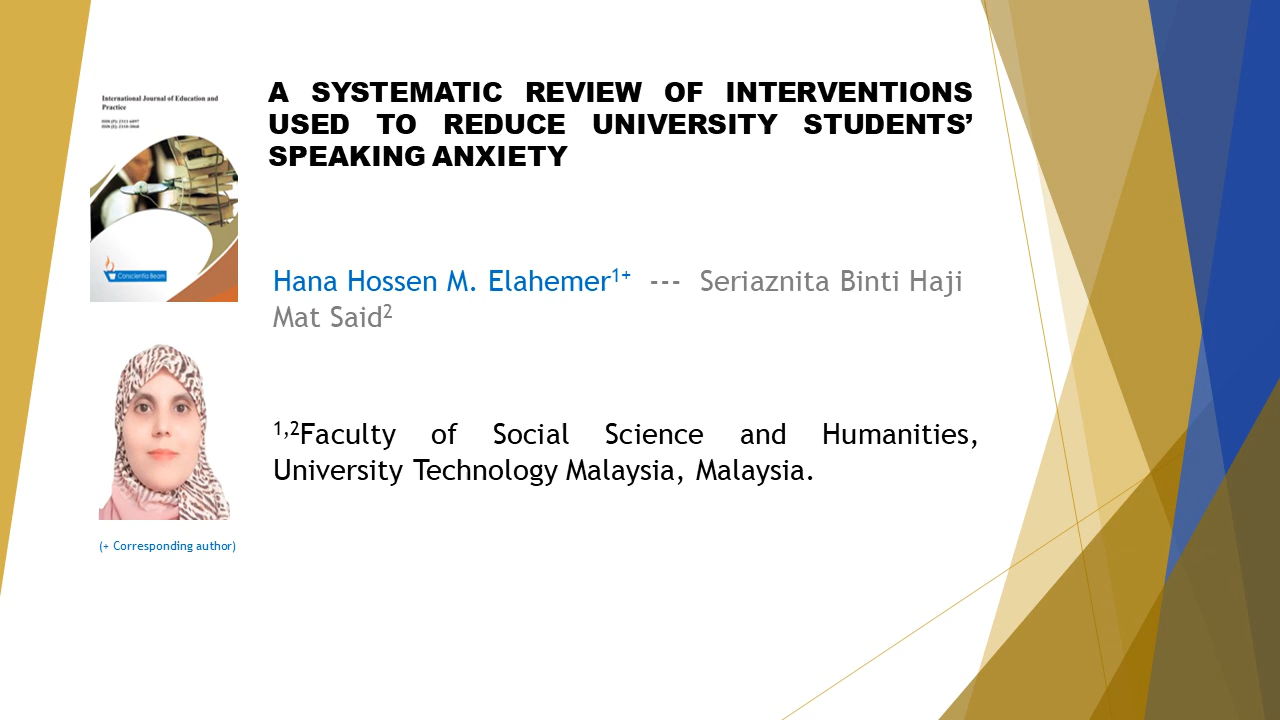 International Journal of Education and
Practice
A SYSTEMATIC REVIEW OF INTERVENTIONS
USED TO REDUCE UNIVERSITY STUDENTS’
SPEAKING ANXIETY
Conscientia Beam
Hana Hossen M. Elahemer¹⁺ --- Seriaznita Binti Haji
Mat Said²
¹,²Faculty of Social Science and Humanities,
University Technology Malaysia, Malaysia.
(+ Corresponding author)